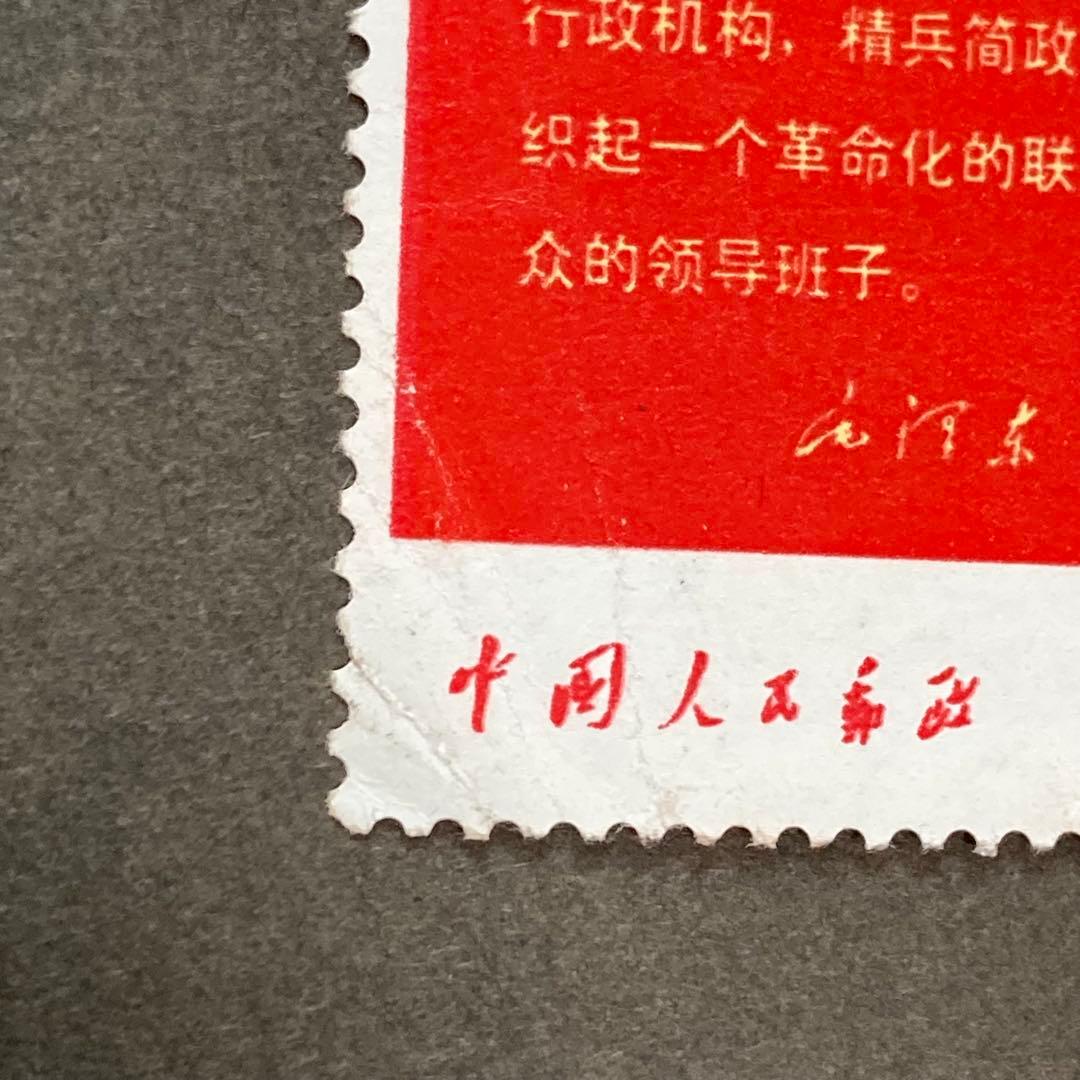 行政机构，精兵简政
织起一个革命化的联
众的领导班子。
毛泽东
中国人民邮政